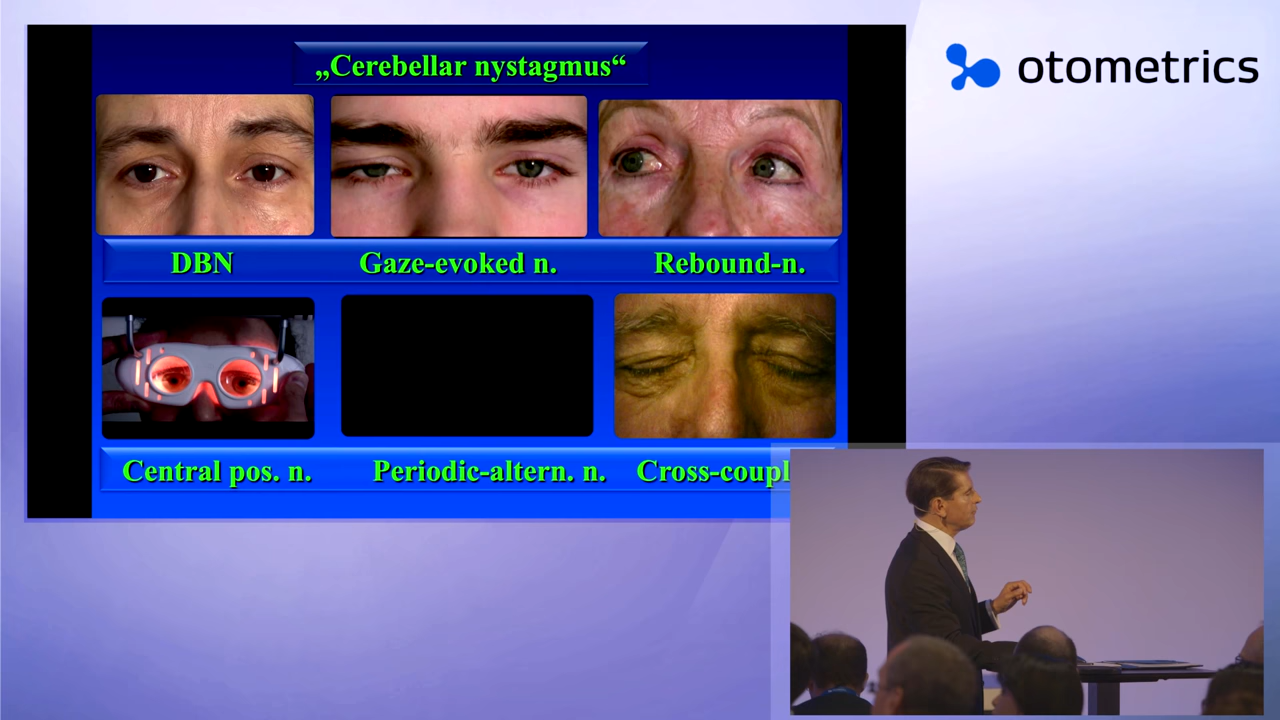 „Cerebellar nystagmus“
otometrics
DBN
Gaze-evoked n.
Rebound-n.
Central pos. n.
Periodic-altern. n.
Cross-coupl